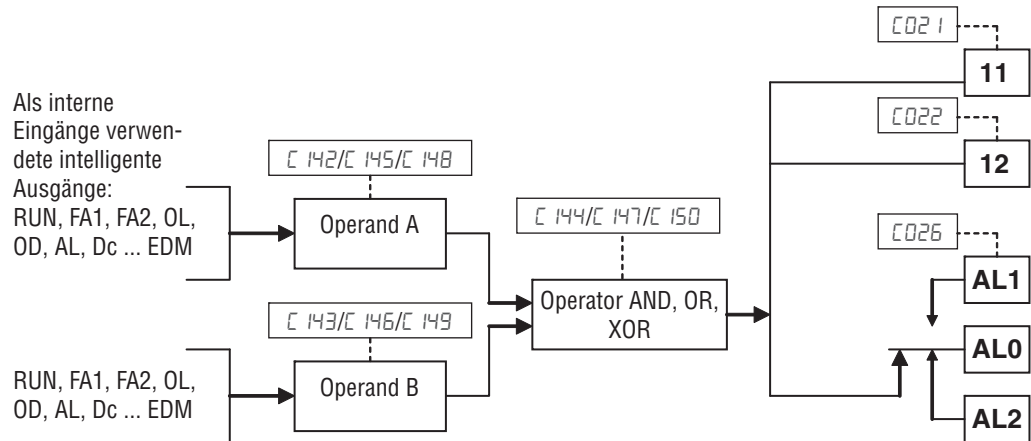 C021
11
Als interne
Eingänge verwen-
dete intelligente
Ausgänge:
RUN, FA1, FA2, OL,
OD, AL, Dc ... EDM
C142/C145/C148
Operand A
C022
12
C144/C147/C150
Operator AND, OR,
XOR
C026
AL1
AL0
AL2
C143/C146/C149
Operand B
RUN, FA1, FA2, OL,
OD, AL, Dc ... EDM